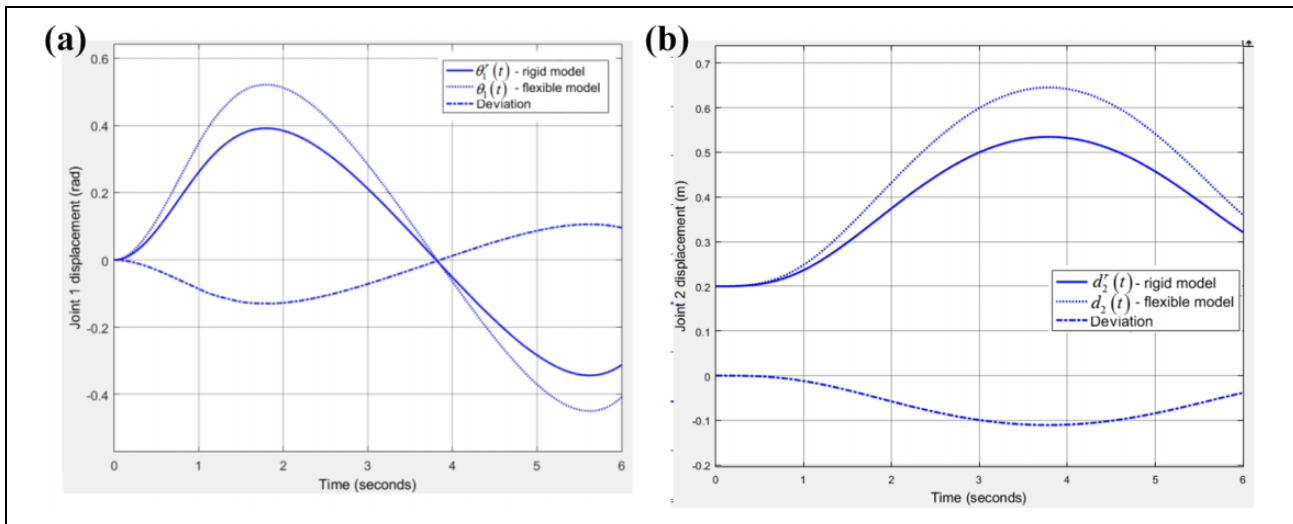 (a)
0.6
0.4
0.2
0
-0.2
-0.4
Joint 1 displacement (rad)
θ₁ʳ(t) - rigid model
θ₁(t) - flexible model
Deviation
0 1 2 3 4 5 6
Time (seconds)
(b)
0.7
0.6
0.5
0.4
0.3
0.2
0.1
0
-0.1
-0.2
Joint 2 displacement (m)
d₂ʳ(t) - rigid model
d₂(t) - flexible model
Deviation
0 1 2 3 4 5 6
Time (seconds)